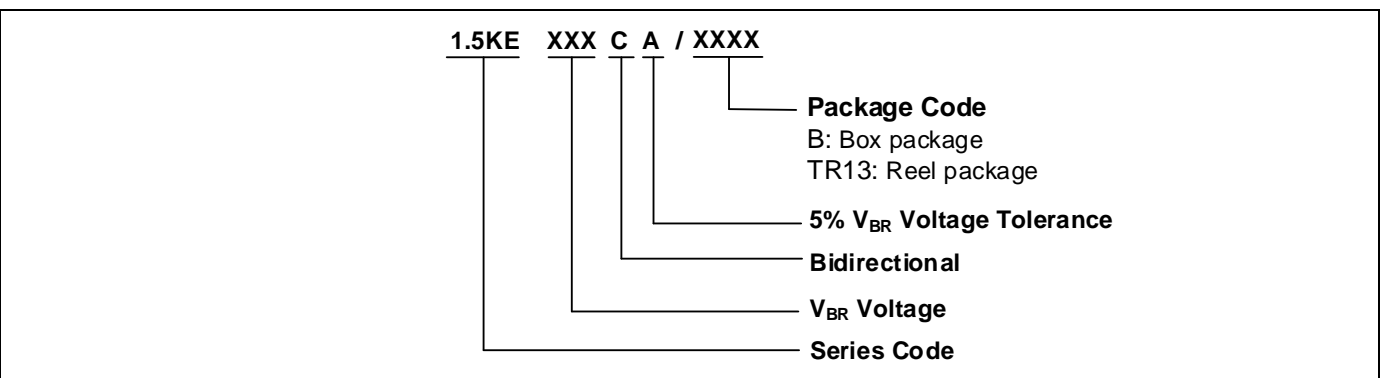 1.5KE XXX C A / XXXX
Package Code
B: Box package
TR13: Reel package
5% VBR Voltage Tolerance
Bidirectional
VBR Voltage
Series Code